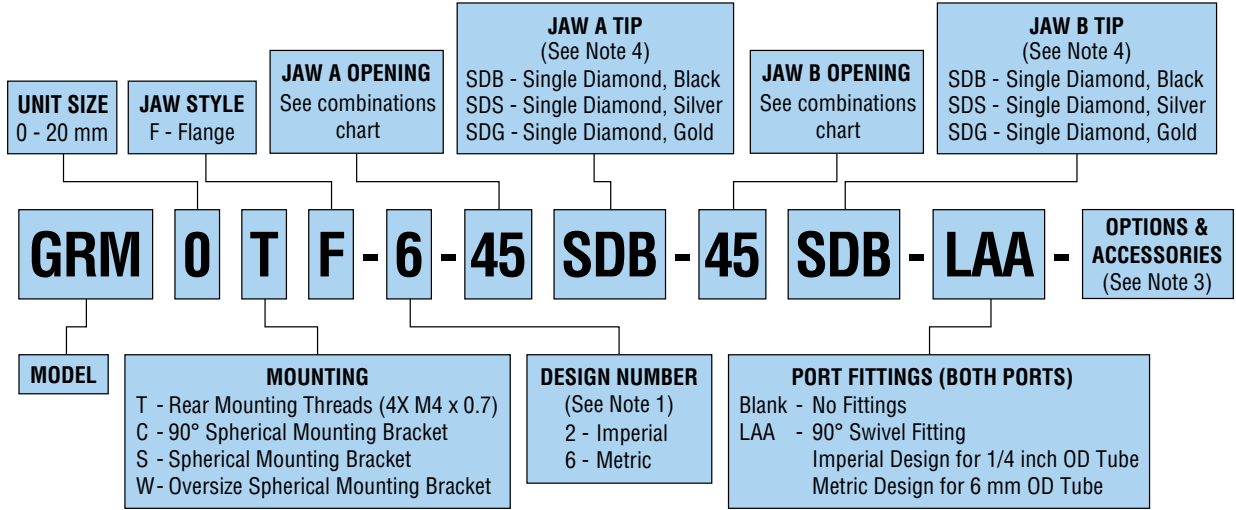 UNIT SIZE
0 - 20 mm
JAW STYLE
F - Flange
JAW A OPENING
See combinations
chart
JAW A TIP
(See Note 4)
SDB - Single Diamond, Black
SDS - Single Diamond, Silver
SDG - Single Diamond, Gold
JAW B OPENING
See combinations
chart
JAW B TIP
(See Note 4)
SDB - Single Diamond, Black
SDS - Single Diamond, Silver
SDG - Single Diamond, Gold
GRM 0 T F - 6 - 45 SDB - 45 SDB - LAA -
OPTIONS &
ACCESSORIES
(See Note 3)
MODEL
MOUNTING
T - Rear Mounting Threads (4X M4 x 0.7)
C - 90° Spherical Mounting Bracket
S - Spherical Mounting Bracket
W- Oversize Spherical Mounting Bracket
DESIGN NUMBER
(See Note 1)
2 - Imperial
6 - Metric
PORT FITTINGS (BOTH PORTS)
Blank - No Fittings
LAA - 90° Swivel Fitting
Imperial Design for 1/4 inch OD Tube
Metric Design for 6 mm OD Tube